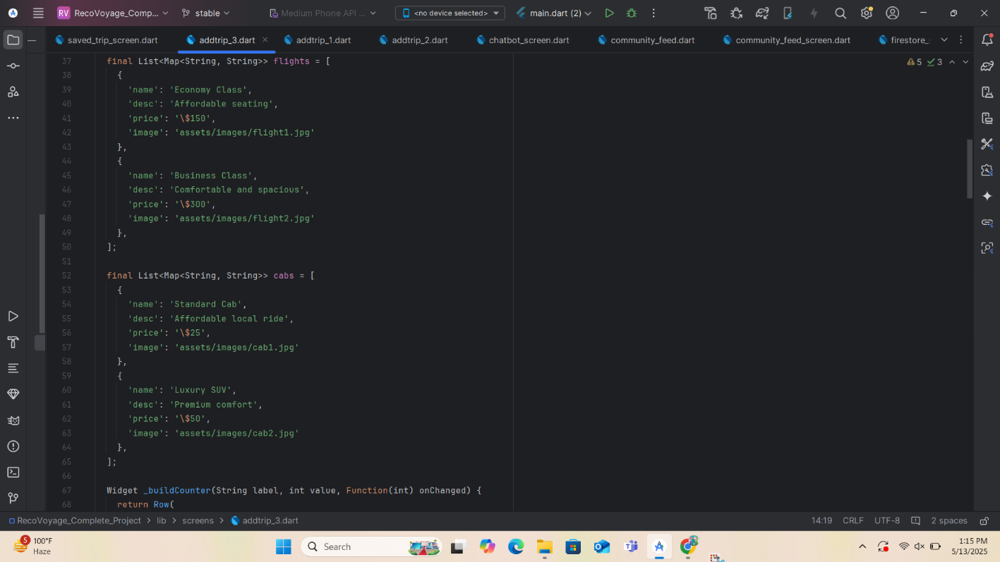 RV RecoVoyage_Comp... stable Medium Phone API ... <no device selected> main.dart (2)
saved_trip_screen.dart addtrip_3.dart addtrip_1.dart addtrip_2.dart chatbot_screen.dart community_feed.dart community_feed_screen.dart firestore_
5 3
37 final List<Map<String, String>> flights = [
38 {
39 'name': 'Economy Class',
40 'desc': 'Affordable seating',
41 'price': '\$150',
42 'image': 'assets/images/flight1.jpg'
43 },
44 {
45 'name': 'Business Class',
46 'desc': 'Comfortable and spacious',
47 'price': '\$300',
48 'image': 'assets/images/flight2.jpg'
49 },
50 ];
51
52 final List<Map<String, String>> cabs = [
53 {
54 'name': 'Standard Cab',
55 'desc': 'Affordable local ride',
56 'price': '\$25',
57 'image': 'assets/images/cab1.jpg'
58 },
59 {
60 'name': 'Luxury SUV',
61 'desc': 'Premium comfort',
62 'price': '\$50',
63 'image': 'assets/images/cab2.jpg'
64 },
65 ];
66
67 Widget _buildCounter(String label, int value, Function(int) onChanged) {
68 return Row(
RecoVoyage_Complete_Project > lib > screens > addtrip_3.dart 14:19 CRLF UTF-8 2 spaces
5 100°F
Haze
Search
1:15 PM
5/13/2025